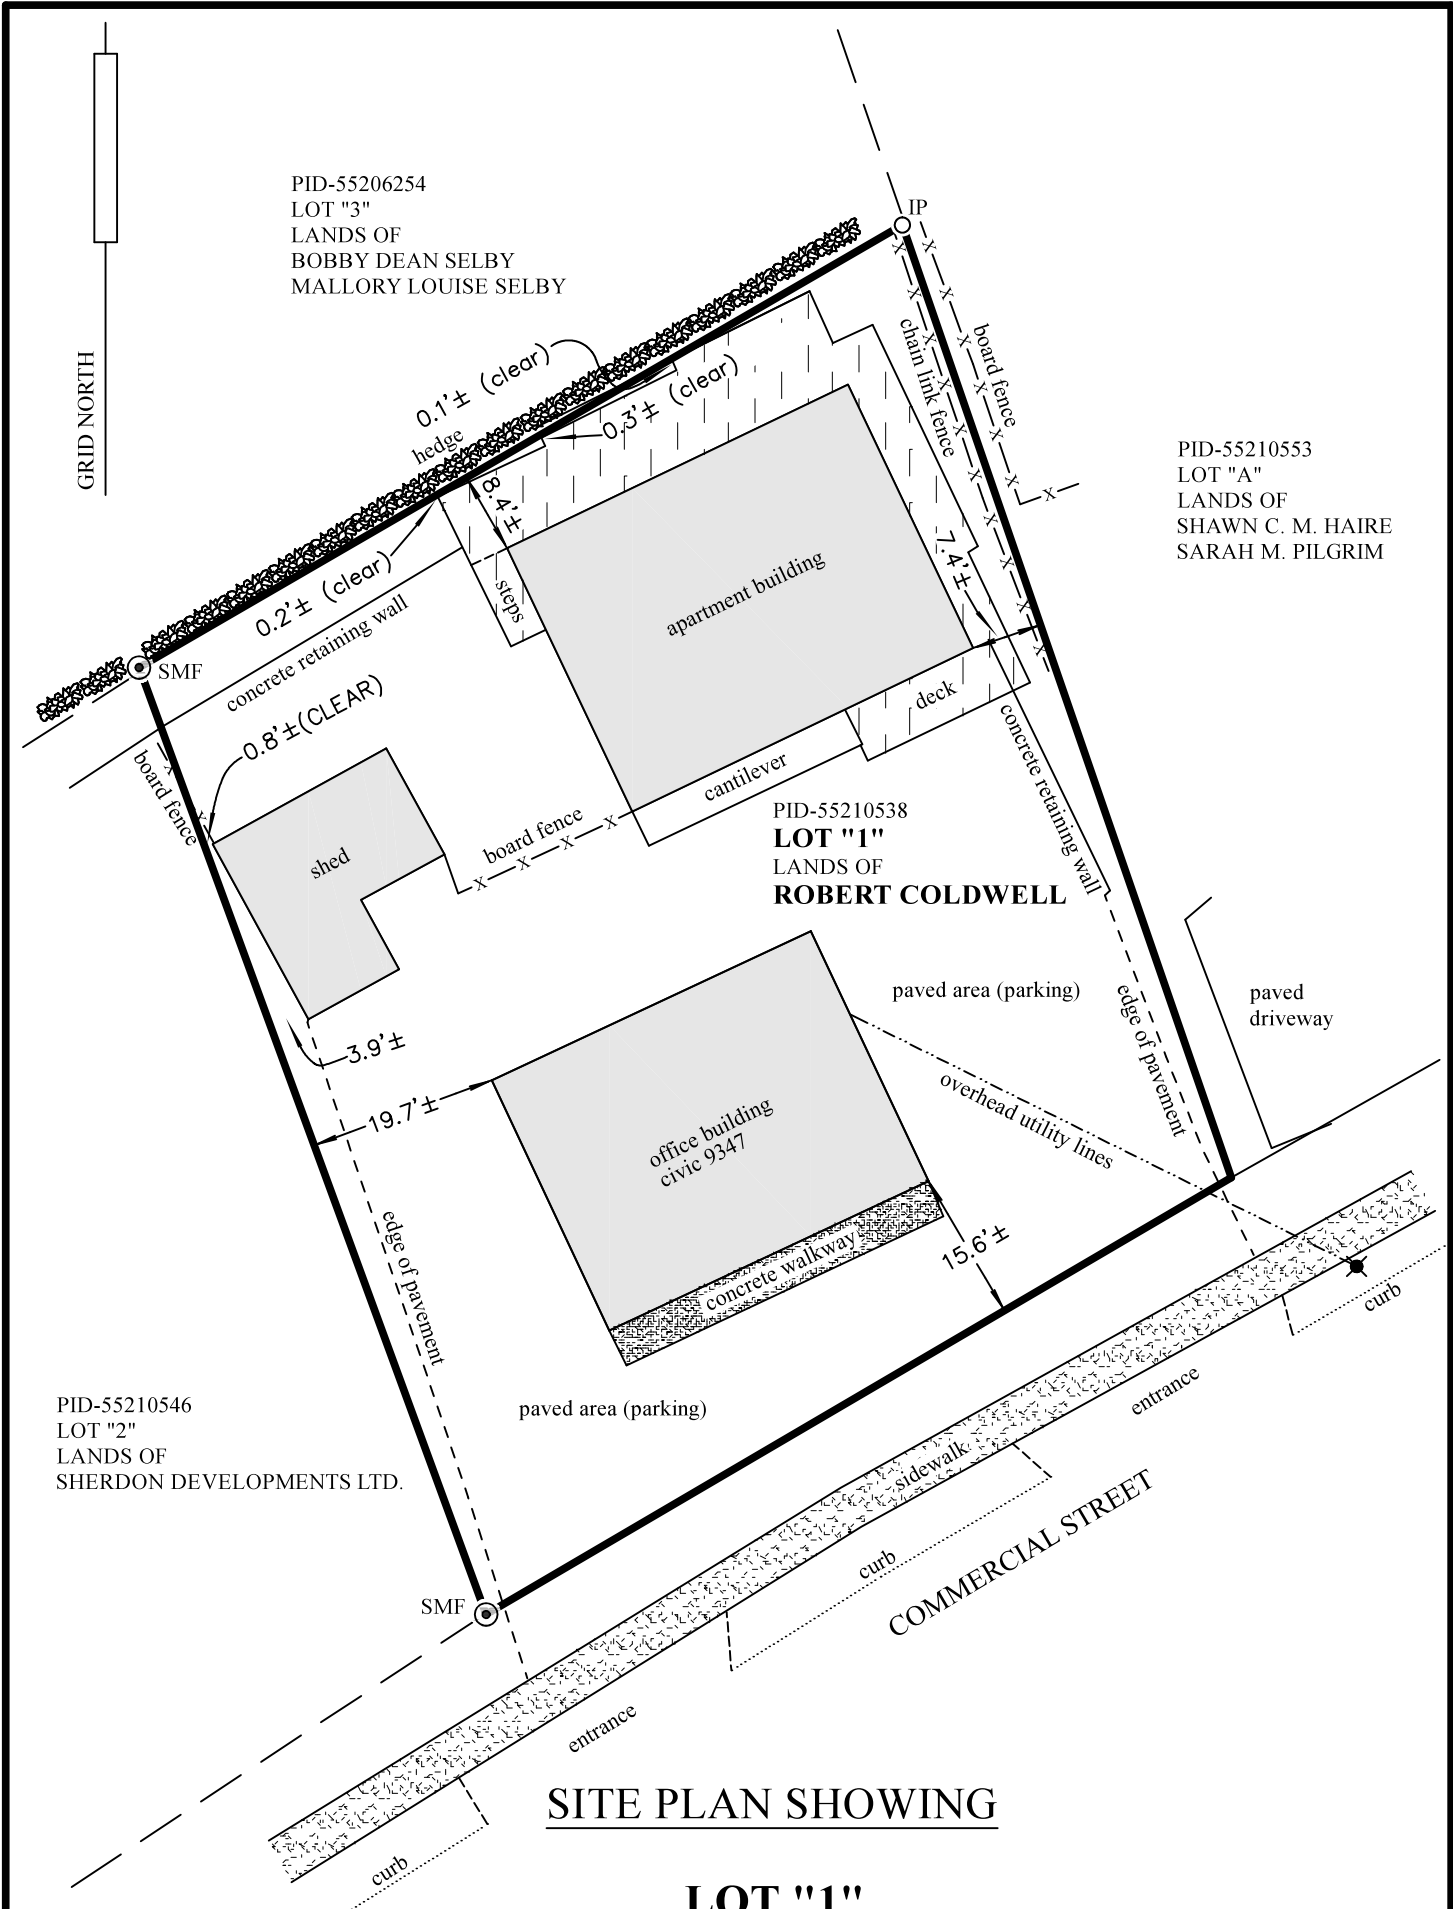 IP
PID-55206254
LOT "3"
LANDS OF
BOBBY DEAN SELBY
MALLORY LOUISE SELBY
GRID NORTH
0.1'± (clear)
hedge
0.3'± (clear)
board fence
chain link fence
PID-55210553
LOT "A"
LANDS OF
SHAWN C. M. HAIRE
SARAH M. PILGRIM
8.4'±
7.4'±
steps
apartment building
0.2'± (clear)
concrete retaining wall
SMF
0.8'±(CLEAR)
deck
cantilever
board fence
concrete retaining wall
board fence
shed
PID-55210538
LOT "1"
LANDS OF
ROBERT COLDWELL
paved area (parking)
paved
driveway
edge of pavement
3.9'±
19.7'±
overhead utility lines
office building
civic 9347
concrete walkway
15.6'±
edge of pavement
curb
entrance
PID-55210546
LOT "2"
LANDS OF
SHERDON DEVELOPMENTS LTD.
paved area (parking)
sidewalk
COMMERCIAL STREET
curb
SMF
entrance
SITE PLAN SHOWING
curb
LOT "1"
X X X X X X X X X X
X X X X X X X
X X
X X X X